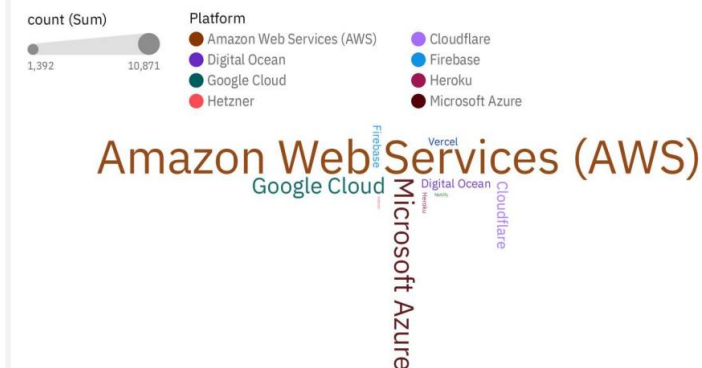 count (Sum)
1,392 10,871
Platform
Amazon Web Services (AWS)
Digital Ocean
Google Cloud
Hetzner
Cloudflare
Firebase
Heroku
Microsoft Azure
Firebase
Vercel
Amazon Web Services (AWS)
Google Cloud
Microsoft Azure
Digital Ocean
Heroku
Netlify
Cloudflare